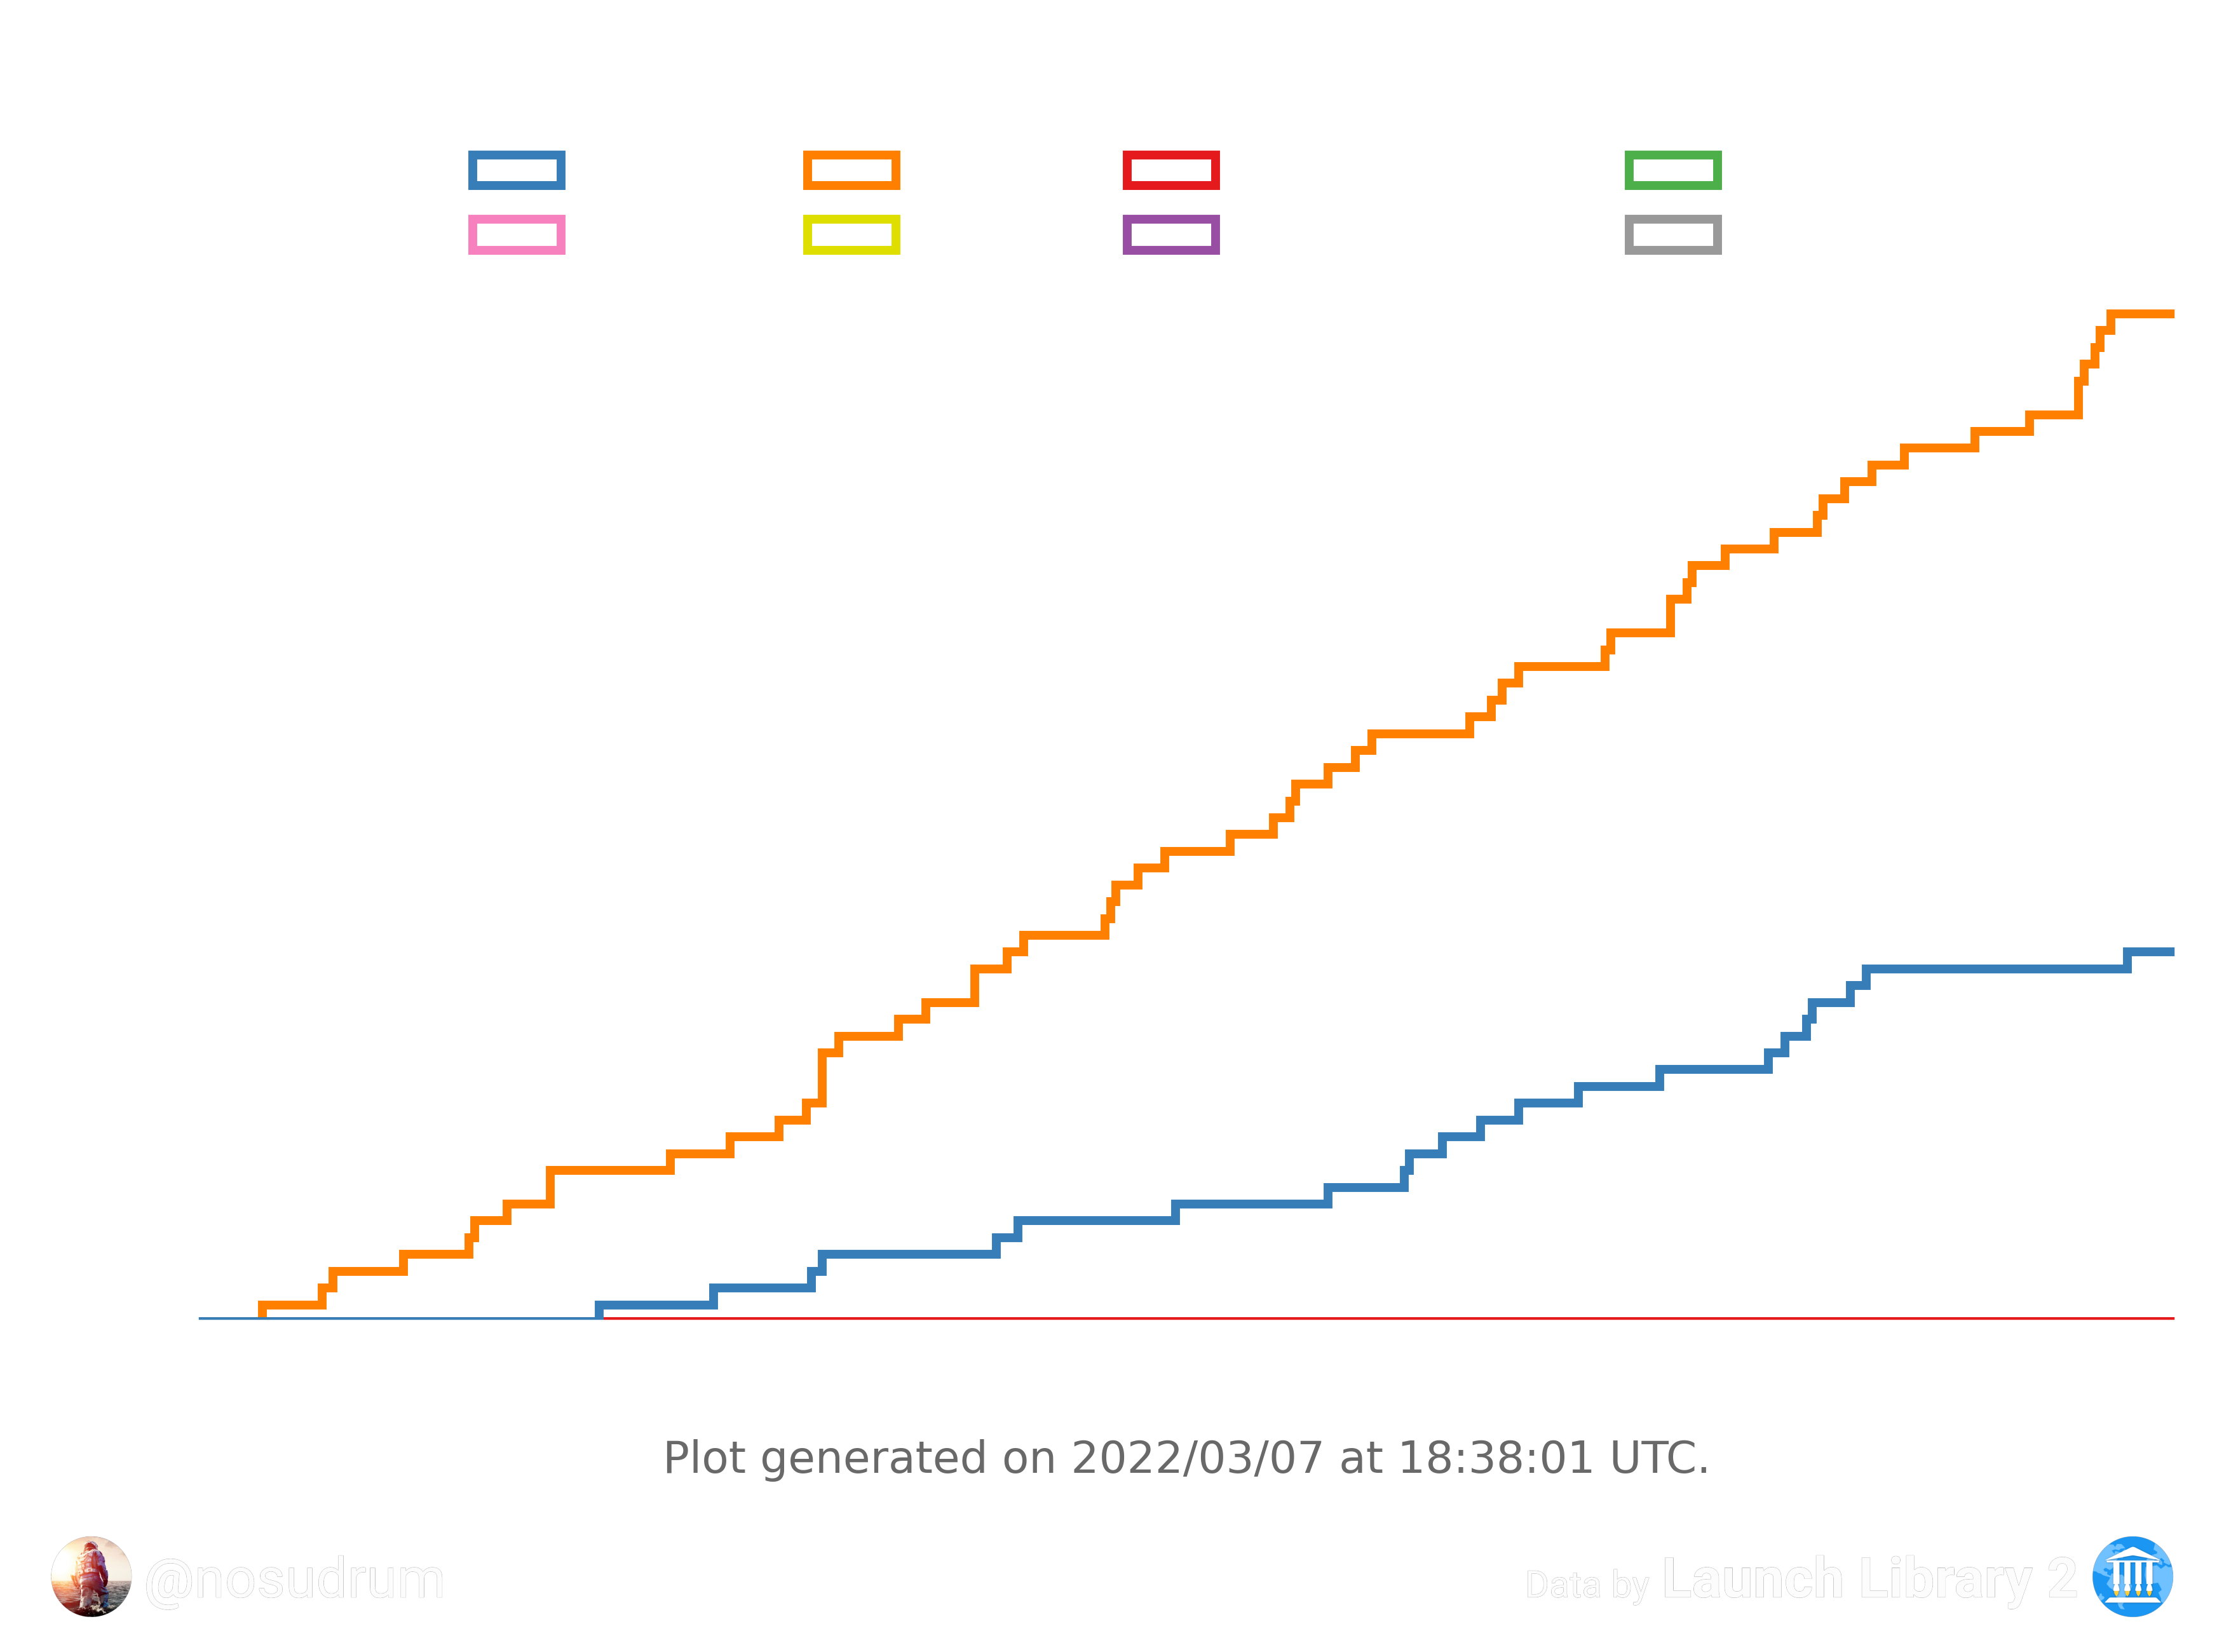 Plot generated on 2022/03/07 at 18:38:01 UTC.
@nosudrum
Data by Launch Library 2